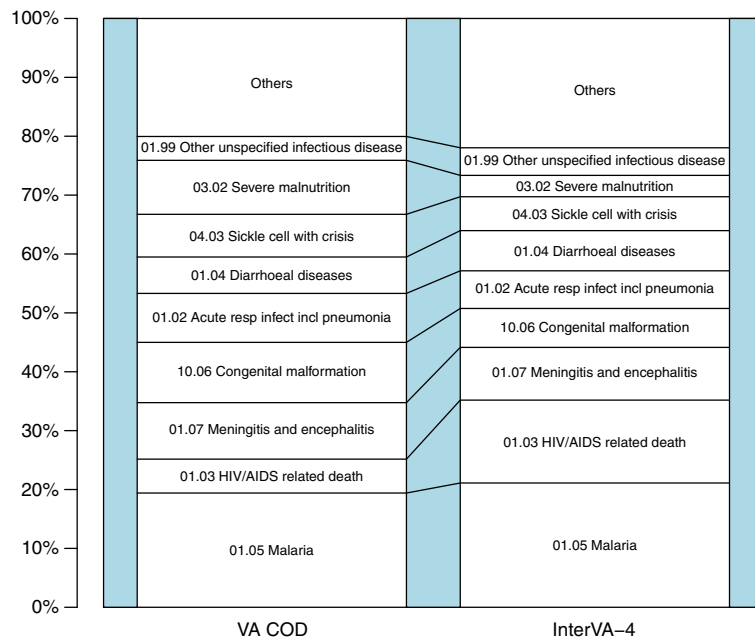 100%
90%
80%
70%
60%
50%
40%
30%
20%
10%
0%
Others
01.99 Other unspecified infectious disease
03.02 Severe malnutrition
04.03 Sickle cell with crisis
01.04 Diarrhoeal diseases
01.02 Acute resp infect incl pneumonia
10.06 Congenital malformation
01.07 Meningitis and encephalitis
01.03 HIV/AIDS related death
01.05 Malaria
VA COD
Others
01.99 Other unspecified infectious disease
03.02 Severe malnutrition
04.03 Sickle cell with crisis
01.04 Diarrhoeal diseases
01.02 Acute resp infect incl pneumonia
10.06 Congenital malformation
01.07 Meningitis and encephalitis
01.03 HIV/AIDS related death
01.05 Malaria
InterVA−4